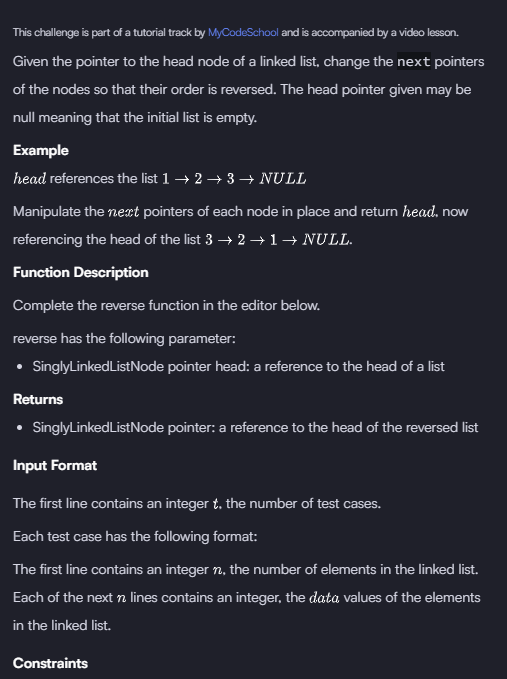 This challenge is part of a tutorial track by MyCodeSchool and is accompanied by a video lesson.
Given the pointer to the head node of a linked list, change the next pointers
of the nodes so that their order is reversed. The head pointer given may be
null meaning that the initial list is empty.
Example
head references the list 1 → 2 → 3 → NULL
Manipulate the next pointers of each node in place and return head, now
referencing the head of the list 3 → 2 → 1 → NULL.
Function Description
Complete the reverse function in the editor below.
reverse has the following parameter:
• SinglyLinkedListNode pointer head: a reference to the head of a list
Returns
• SinglyLinkedListNode pointer: a reference to the head of the reversed list
Input Format
The first line contains an integer t, the number of test cases.
Each test case has the following format:
The first line contains an integer n, the number of elements in the linked list.
Each of the next n lines contains an integer, the data values of the elements
in the linked list.
Constraints